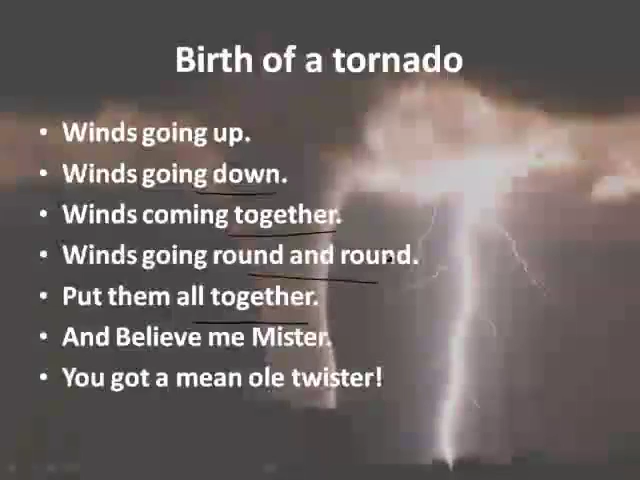 Birth of a tornado
• Winds going up.
• Winds going down.
• Winds coming together.
• Winds going round and round.
• Put them all together.
• And Believe me Mister.
• You got a mean ole twister!